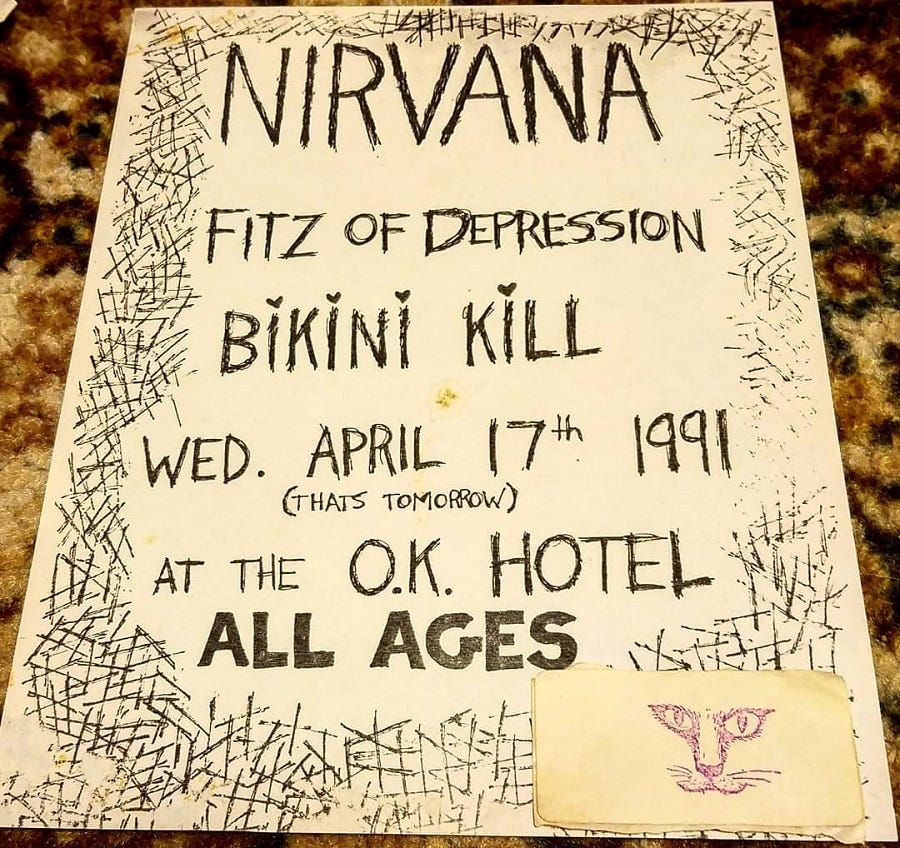 NIRVANA
FITZ OF DEPRESSION
BiKiNi KiLL
WED. APRIL 17th 1991
(THATS TOMORROW)
AT THE O.K. HOTEL
ALL AGES